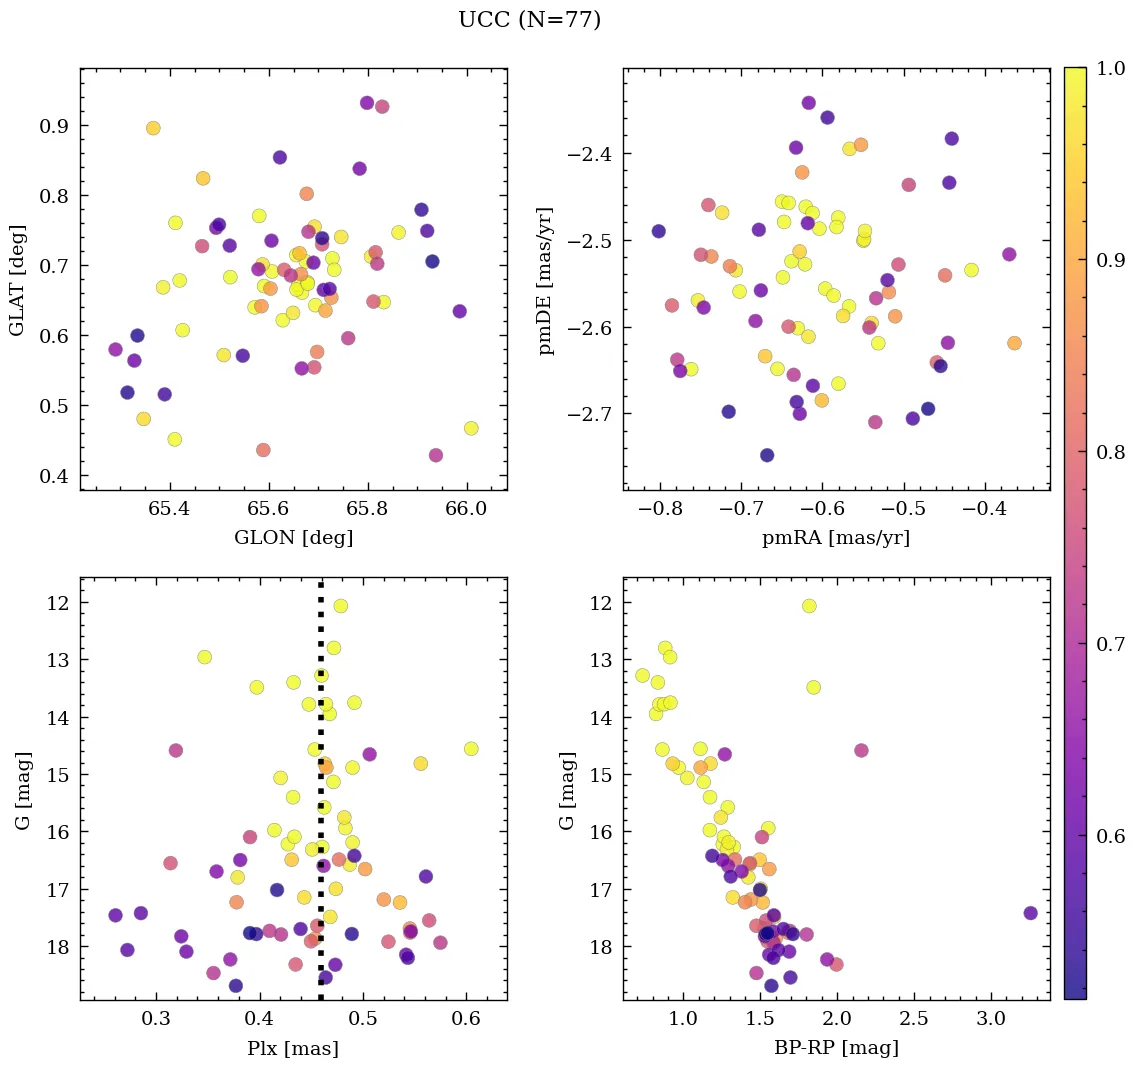 UCC (N=77)
0.9
0.8
0.7
0.6
0.5
0.4
GLAT [deg]
65.4 65.6 65.8 66.0
GLON [deg]
−2.4
−2.5
−2.6
−2.7
pmDE [mas/yr]
−0.8 −0.7 −0.6 −0.5 −0.4
pmRA [mas/yr]
1.0
0.9
0.8
0.7
0.6
12
13
14
15
16
17
18
G [mag]
0.3 0.4 0.5 0.6
Plx [mas]
12
13
14
15
16
17
18
G [mag]
1.0 1.5 2.0 2.5 3.0
BP-RP [mag]